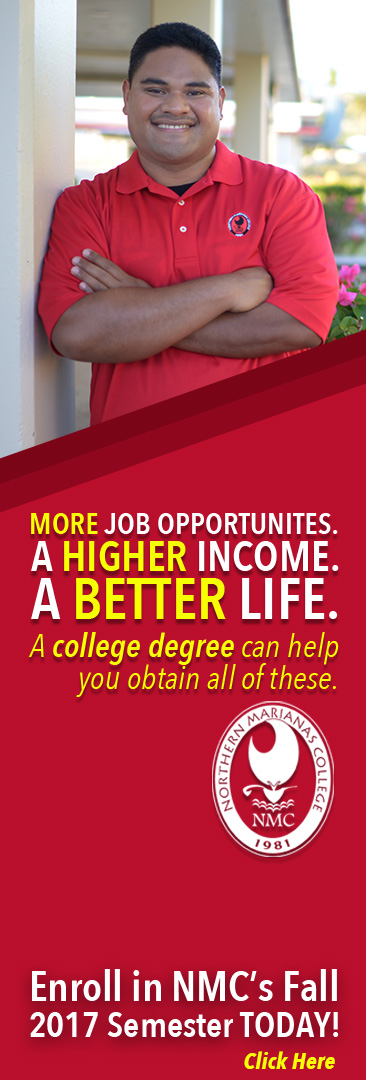 MORE JOB OPPORTUNITES.
A HIGHER INCOME.
A BETTER LIFE.
A college degree can help
you obtain all of these.
NORTHERN MARIANAS COLLEGE
NMC
1981
Enroll in NMC's Fall
2017 Semester TODAY!
Click Here